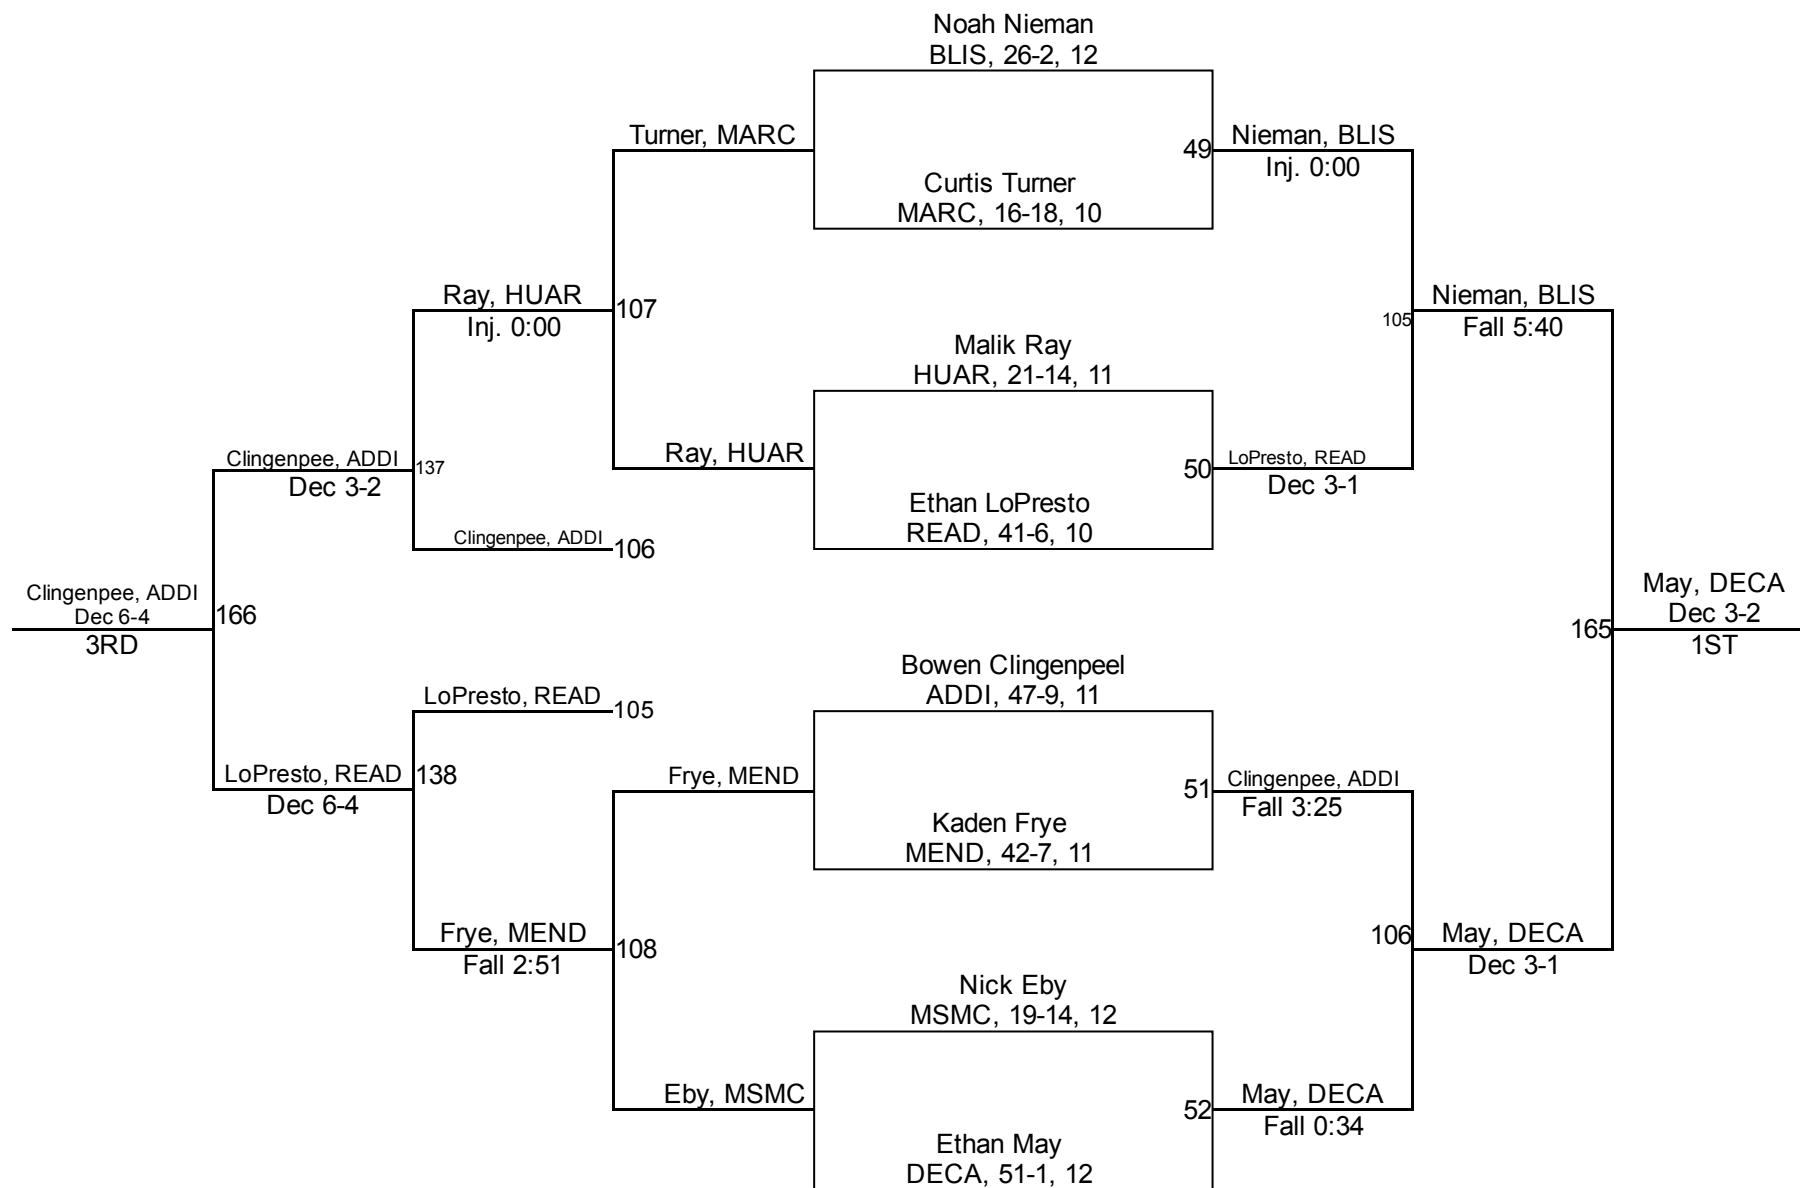 Noah Nieman
BLIS, 26-2, 12
Turner, MARC
49
Nieman, BLIS
Inj. 0:00
Curtis Turner
MARC, 16-18, 10
Ray, HUAR
Inj. 0:00
107
105
Nieman, BLIS
Fall 5:40
Malik Ray
HUAR, 21-14, 11
Ray, HUAR
50
LoPresto, READ
Dec 3-1
Clingenpee, ADDI
Dec 3-2
137
Ethan LoPresto
READ, 41-6, 10
Clingenpee, ADDI
106
Clingenpee, ADDI
Dec 6-4
3RD
166
165
May, DECA
Dec 3-2
1ST
Bowen Clingenpeel
ADDI, 47-9, 11
LoPresto, READ
105
LoPresto, READ
Dec 6-4
138
Frye, MEND
51
Clingenpee, ADDI
Fall 3:25
Kaden Frye
MEND, 42-7, 11
Frye, MEND
Fall 2:51
108
106
May, DECA
Dec 3-1
Nick Eby
MSMC, 19-14, 12
Eby, MSMC
52
May, DECA
Fall 0:34
Ethan May
DECA, 51-1, 12